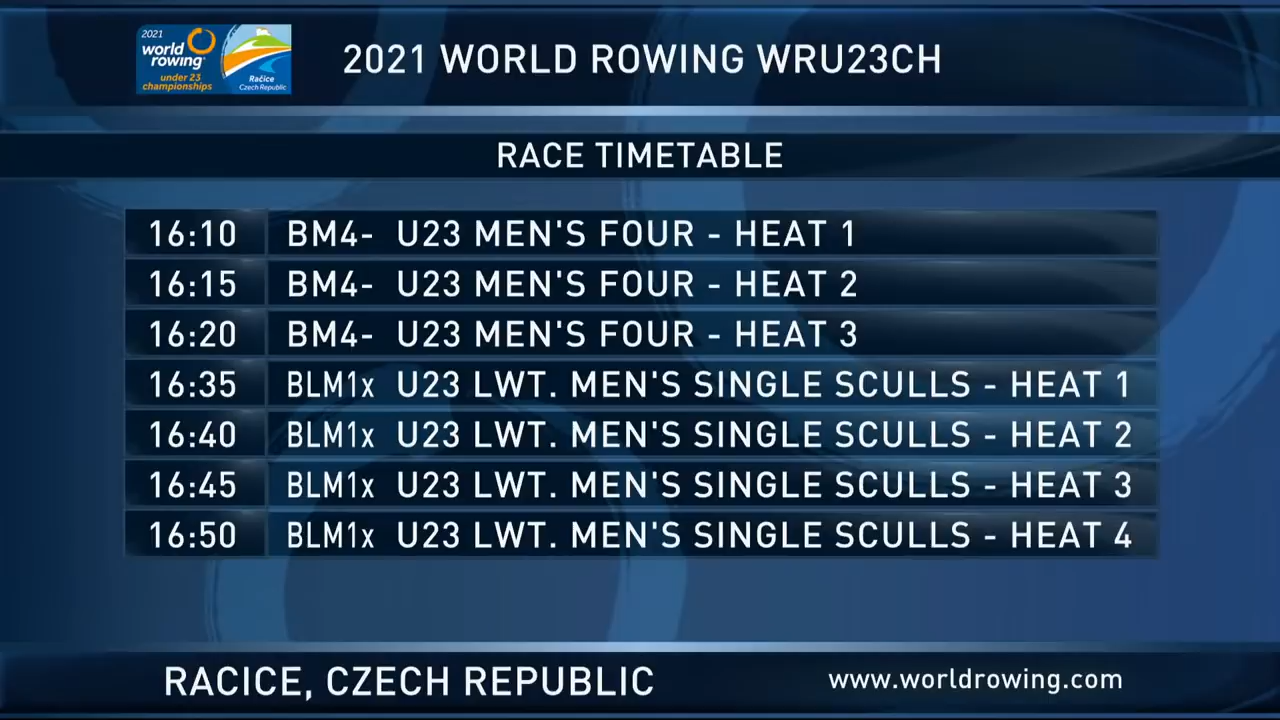 2021
world
rowing
under 23
championships
Račice
Czech Republic
2021 WORLD ROWING WRU23CH
RACE TIMETABLE
16:10 BM4- U23 MEN'S FOUR - HEAT 1
16:15 BM4- U23 MEN'S FOUR - HEAT 2
16:20 BM4- U23 MEN'S FOUR - HEAT 3
16:35 BLM1x U23 LWT. MEN'S SINGLE SCULLS - HEAT 1
16:40 BLM1x U23 LWT. MEN'S SINGLE SCULLS - HEAT 2
16:45 BLM1x U23 LWT. MEN'S SINGLE SCULLS - HEAT 3
16:50 BLM1x U23 LWT. MEN'S SINGLE SCULLS - HEAT 4
RACICE, CZECH REPUBLIC www.worldrowing.com